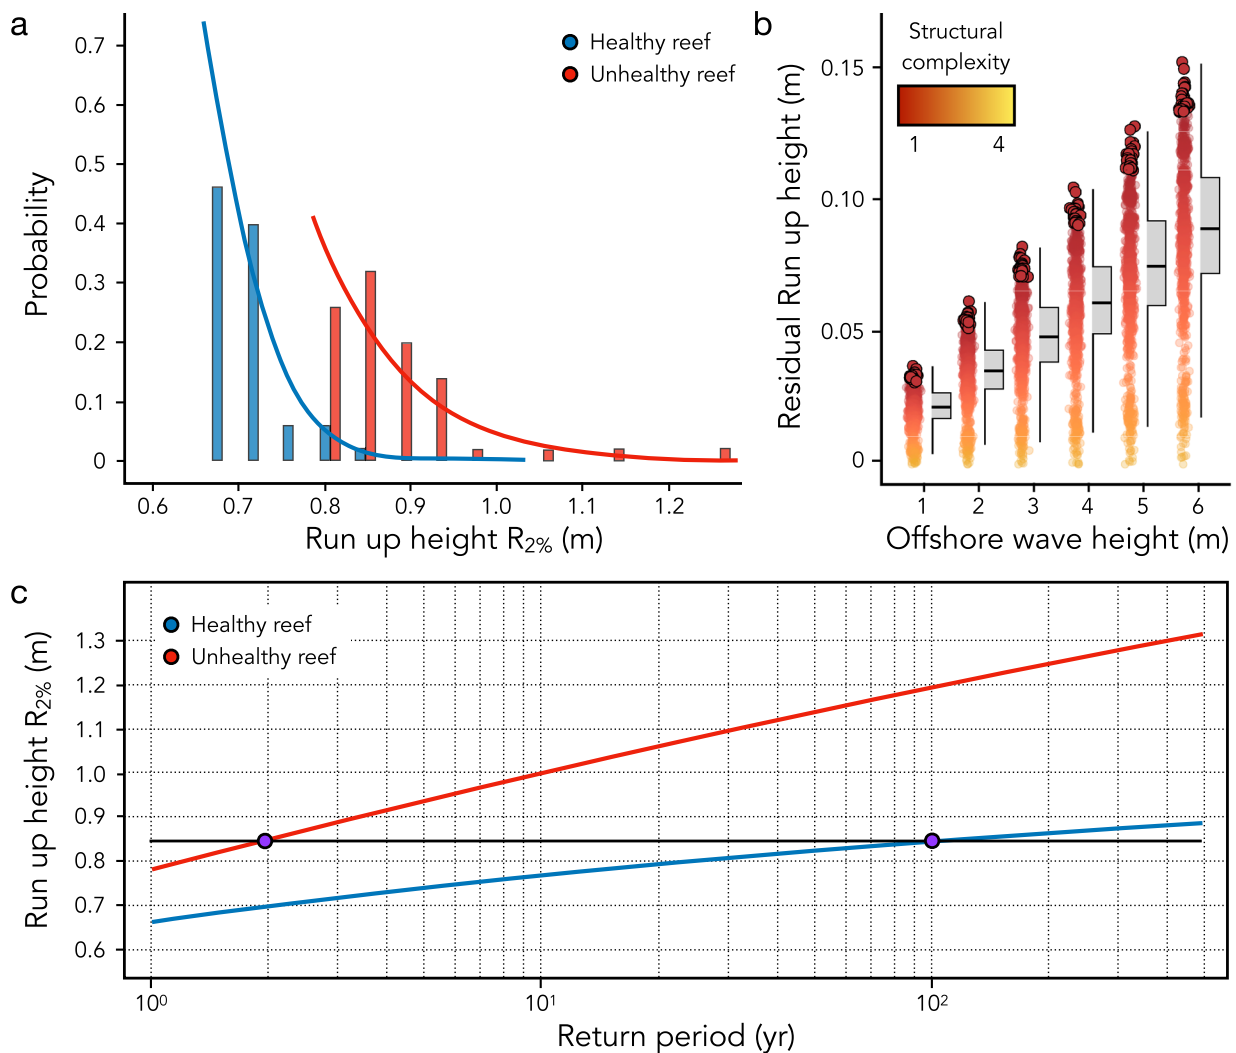 a
Probability
0.7
0.6
0.5
0.4
0.3
0.2
0.1
0
Healthy reef
Unhealthy reef
0.6 0.7 0.8 0.9 1.0 1.1 1.2
Run up height R2% (m)
b
Residual Run up height (m)
0.15
0.10
0.05
0
Structural
complexity
1 4
1 2 3 4 5 6
Offshore wave height (m)
c
Run up height R2% (m)
1.3
1.2
1.1
1.0
0.9
0.8
0.7
0.6
Healthy reef
Unhealthy reef
10⁰ 10¹ 10²
Return period (yr)